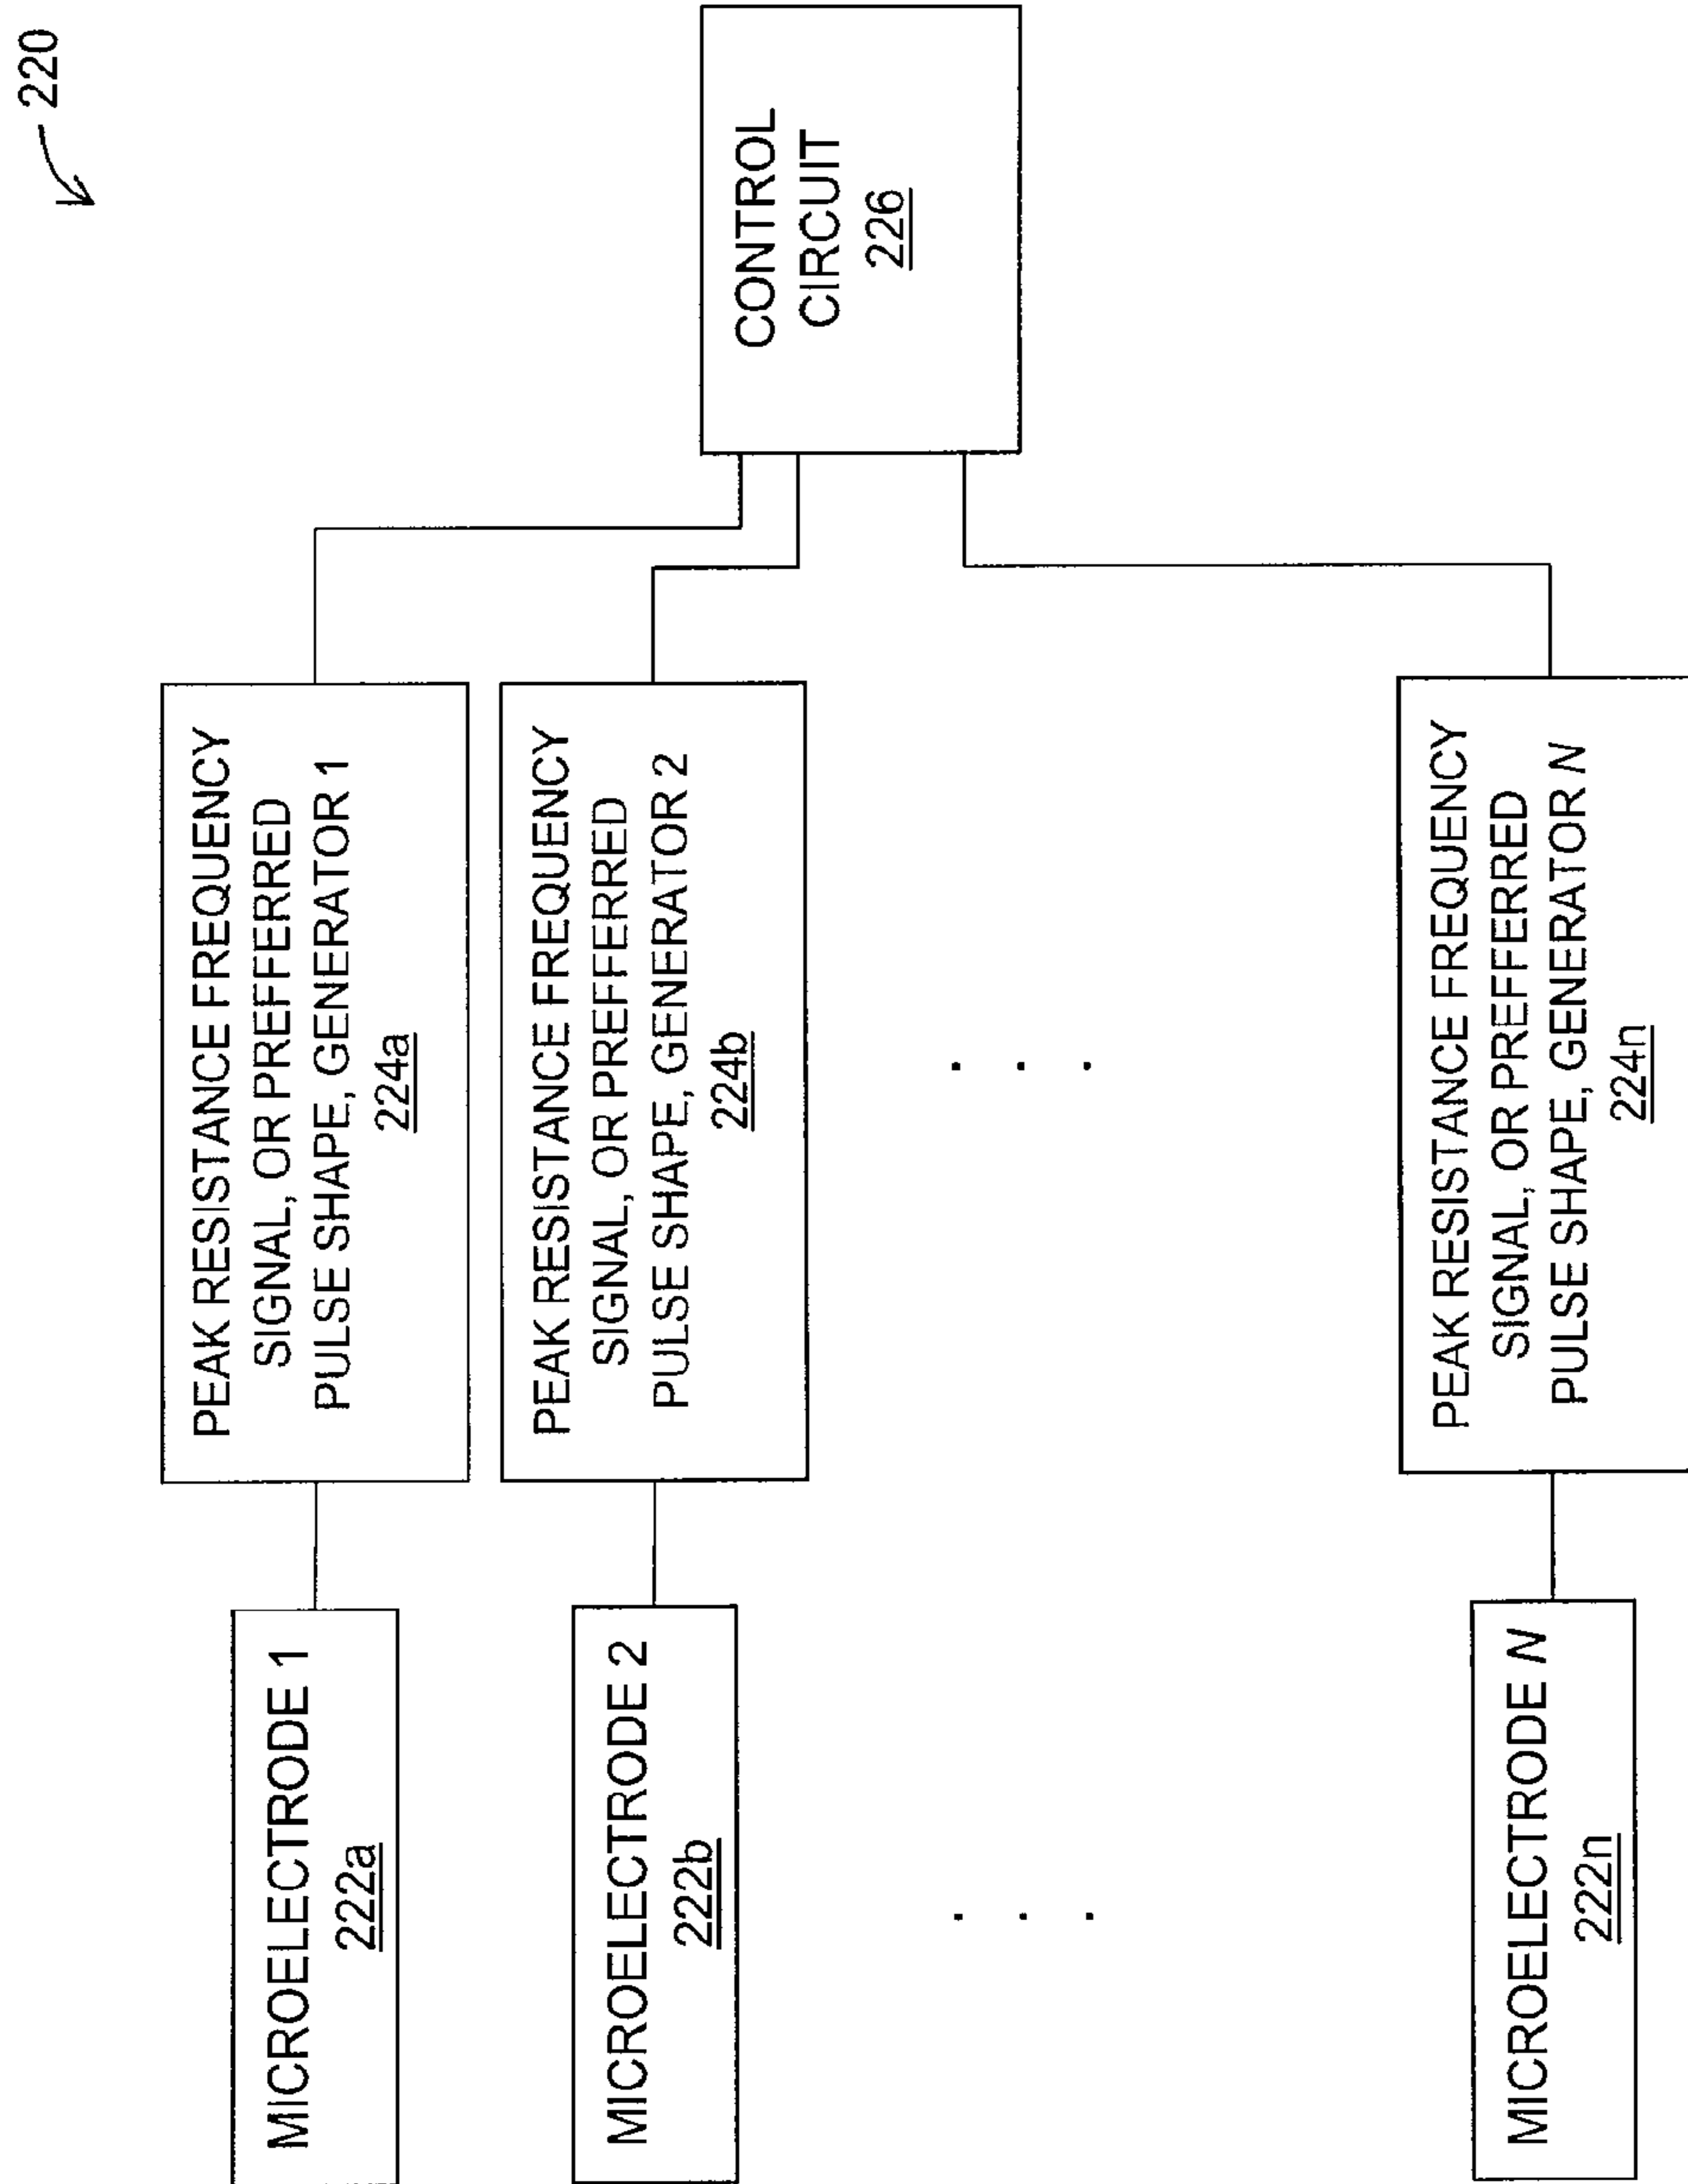 220
MICROELECTRODE 1
222a
PEAK RESISTANCE FREQUENCY
SIGNAL, OR PREFFERRED
PULSE SHAPE, GENERATOR 1
224a
MICROELECTRODE 2
222b
PEAK RESISTANCE FREQUENCY
SIGNAL, OR PREFFERRED
PULSE SHAPE, GENERATOR 2
224b
CONTROL
CIRCUIT
226
. . .
. . .
MICROELECTRODE N
222n
PEAK RESISTANCE FREQUENCY
SIGNAL, OR PREFFERRED
PULSE SHAPE, GENERATOR N
224n